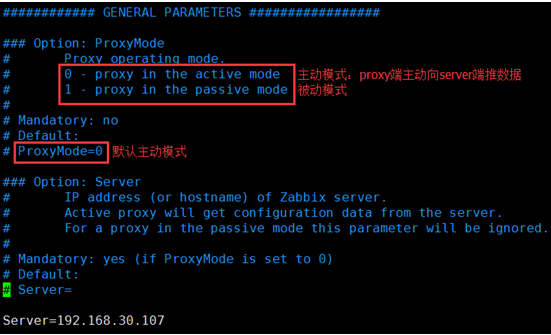 ############ GENERAL PARAMETERS #################
### Option: ProxyMode
#       Proxy operating mode.
#       0 - proxy in the active mode 主动模式：proxy端主动向server端推数据
#       1 - proxy in the passive mode 被动模式
#
# Mandatory: no
# Default:
# ProxyMode=0 默认主动模式
### Option: Server
#       IP address (or hostname) of Zabbix server.
#       Active proxy will get configuration data from the server.
#       For a proxy in the passive mode this parameter will be ignored.
#
# Mandatory: yes (if ProxyMode is set to 0)
# Default:
# Server=
Server=192.168.30.107